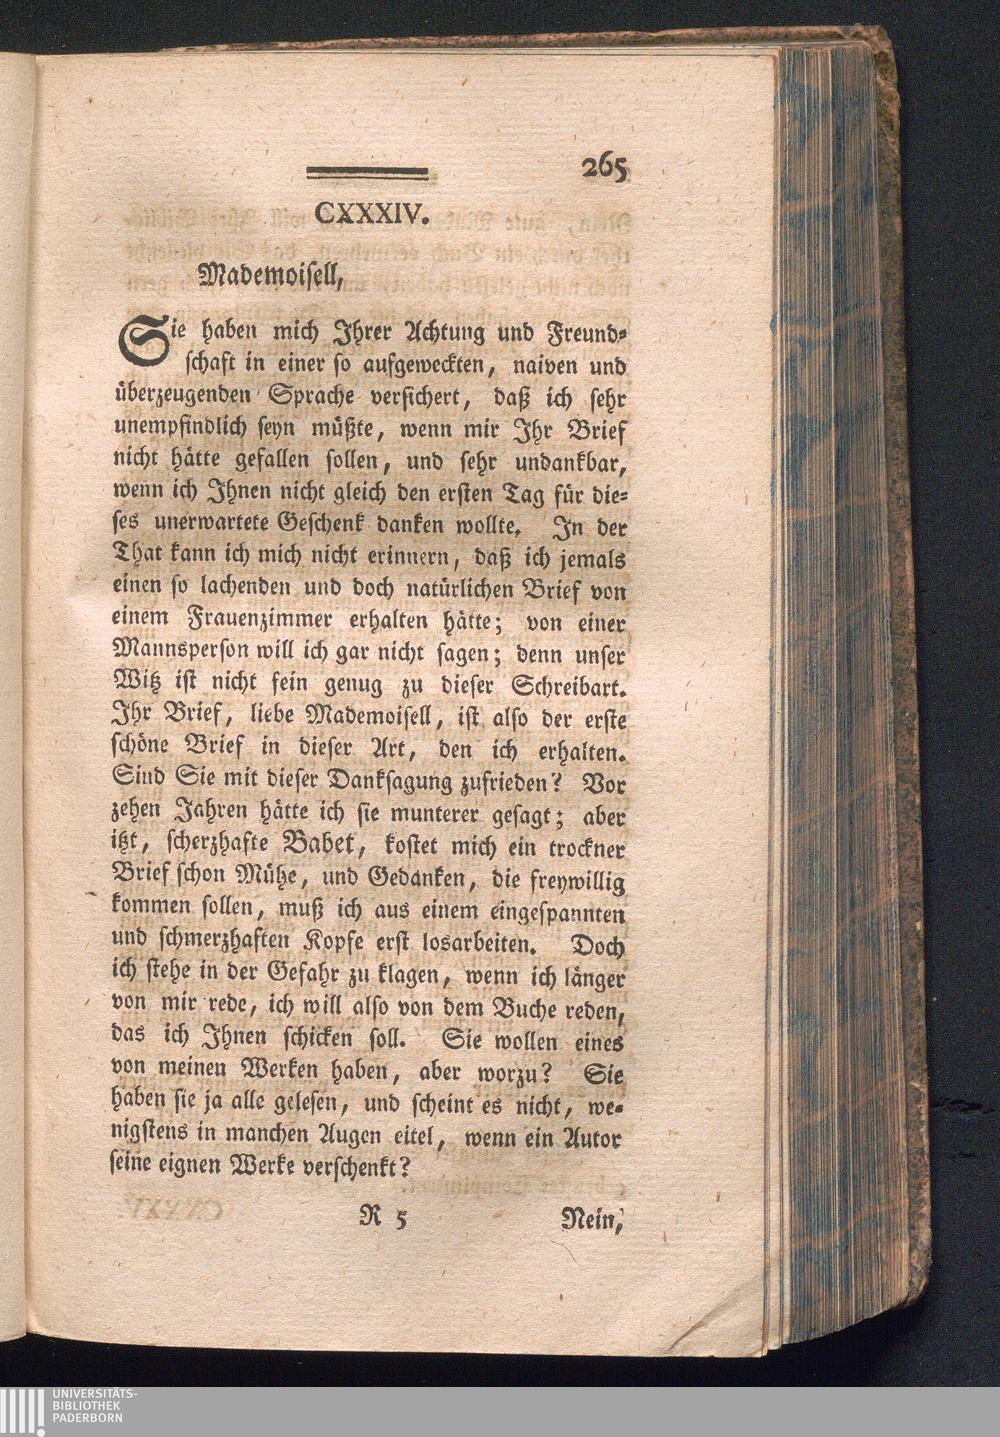 265
CXXXIV.
Mademoisell,
Sie haben mich Ihrer Achtung und Freund-
schaft in einer so aufgeweckten, naiven und
überzeugenden Sprache versichert, daß ich sehr
unempfindlich seyn müßte, wenn mir Ihr Brief
nicht hätte gefallen sollen, und sehr undankbar,
wenn ich Ihnen nicht gleich den ersten Tag für die-
ses unerwartete Geschenk danken wollte. In der
That kann ich mich nicht erinnern, daß ich jemals
einen so lachenden und doch natürlichen Brief von
einem Frauenzimmer erhalten hätte; von einer
Mannsperson will ich gar nicht sagen; denn unser
Witz ist nicht fein genug zu dieser Schreibart.
Ihr Brief, liebe Mademoisell, ist also der erste
schöne Brief in dieser Art, den ich erhalten.
Sind Sie mit dieser Danksagung zufrieden? Vor
zehen Jahren hätte ich sie munterer gesagt; aber
itzt, scherzhafte Babet, kostet mich ein trockner
Brief schon Mühe, und Gedanken, die freywillig
kommen sollen, muß ich aus einem eingespannten
und schmerzhaften Kopfe erst losarbeiten. Doch
ich stehe in der Gefahr zu klagen, wenn ich länger
von mir rede, ich will also von dem Buche reden,
das ich Ihnen schicken soll. Sie wollen eines
von meinen Werken haben, aber worzu? Sie
haben sie ja alle gelesen, und scheint es nicht, we-
nigstens in manchen Augen eitel, wenn ein Autor
seine eignen Werke verschenkt?
R 5 Nein,
UNIVERSITÄTS-
BIBLIOTHEK
PADERBORN